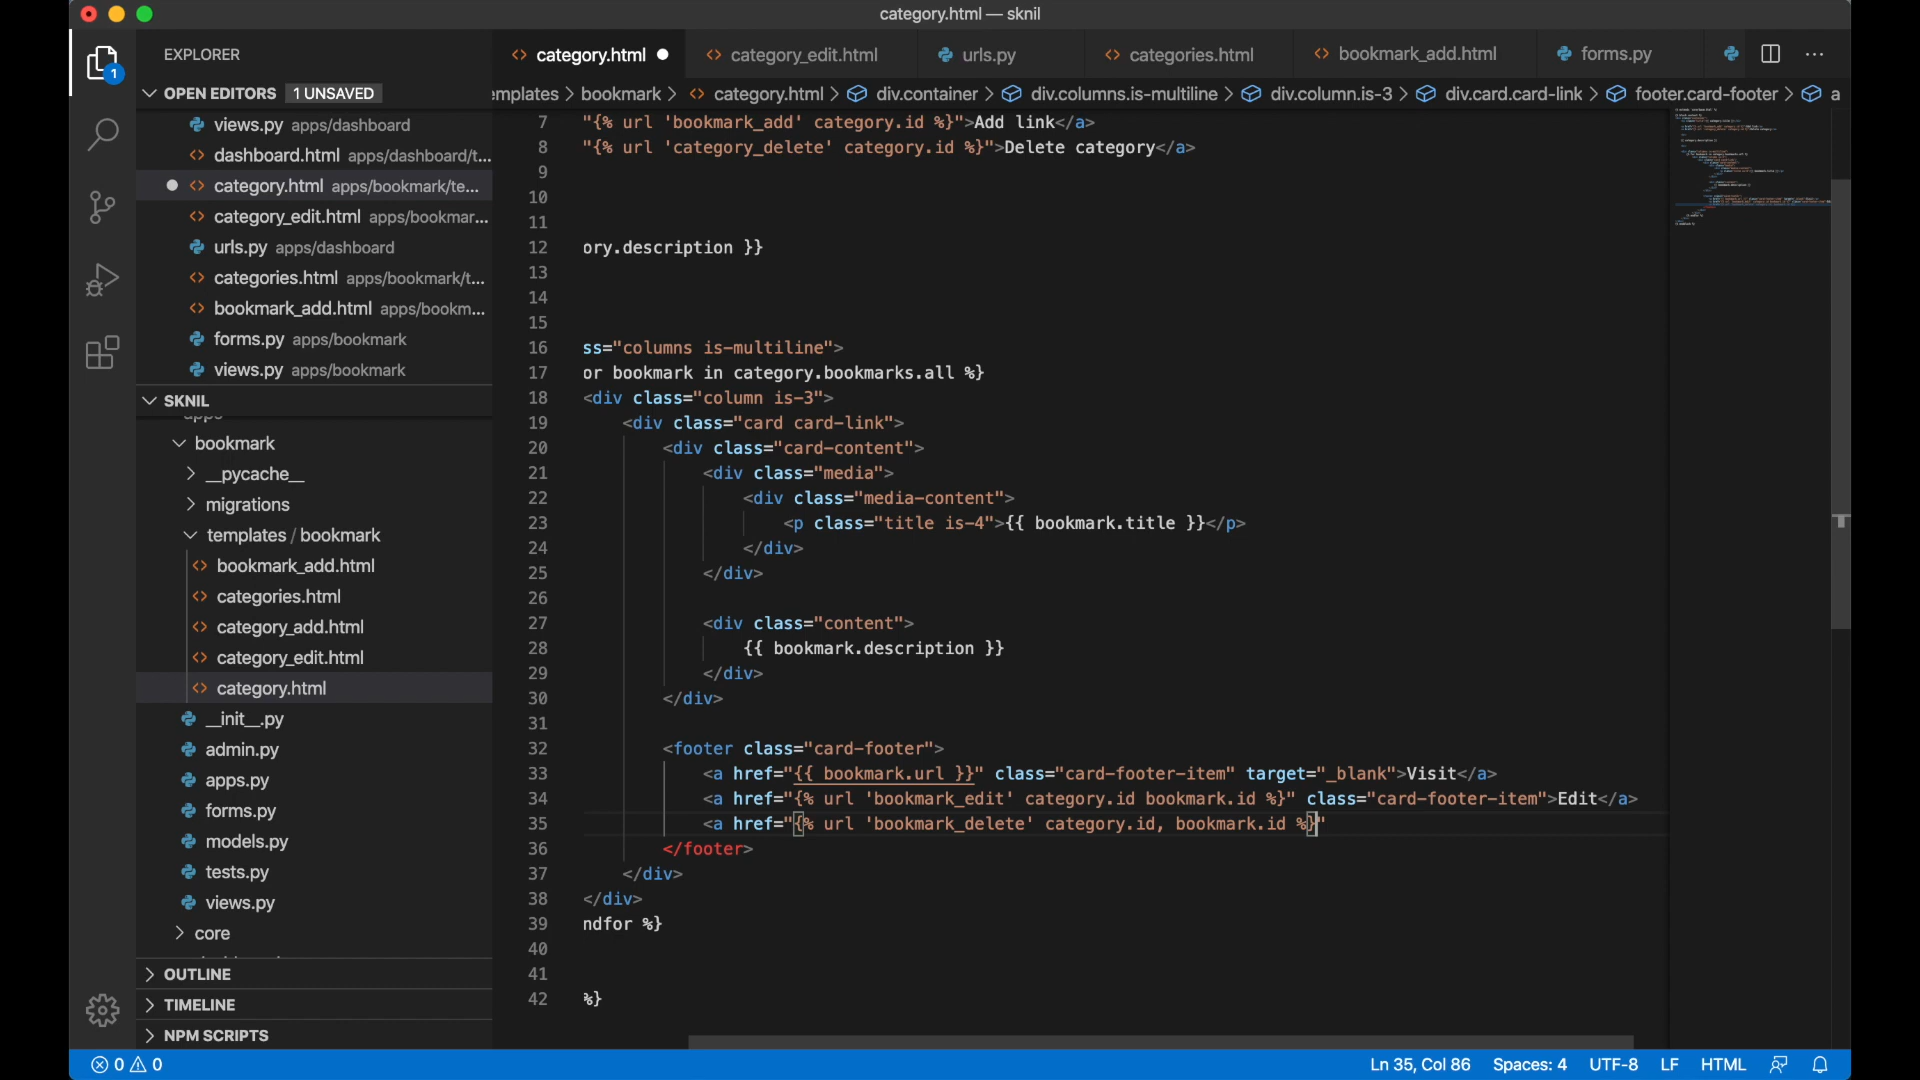 category.html — sknil
EXPLORER
category.html
category_edit.html
urls.py
categories.html
bookmark_add.html
forms.py
OPEN EDITORS 1 UNSAVED
emplates > bookmark > category.html > div.container > div.columns.is-multiline > div.column.is-3 > div.card.card-link > footer.card-footer > a
views.py apps/dashboard
dashboard.html apps/dashboard/t...
category.html apps/bookmark/te...
category_edit.html apps/bookmar...
urls.py apps/dashboard
categories.html apps/bookmark/t...
bookmark_add.html apps/bookm...
forms.py apps/bookmark
views.py apps/bookmark
SKNIL
apps
bookmark
__pycache__
migrations
templates / bookmark
bookmark_add.html
categories.html
category_add.html
category_edit.html
category.html
__init__.py
admin.py
apps.py
forms.py
models.py
tests.py
views.py
core
OUTLINE
TIMELINE
NPM SCRIPTS
1
7 "{% url 'bookmark_add' category.id %}">Add link</a>
8 "{% url 'category_delete' category.id %}">Delete category</a>
9
10
11
12 ory.description }}
13
14
15
16 ss="columns is-multiline">
17 or bookmark in category.bookmarks.all %}
18 <div class="column is-3">
19 <div class="card card-link">
20 <div class="card-content">
21 <div class="media">
22 <div class="media-content">
23 <p class="title is-4">{{ bookmark.title }}</p>
24 </div>
25 </div>
26
27 <div class="content">
28 {{ bookmark.description }}
29 </div>
30 </div>
31
32 <footer class="card-footer">
33 <a href="{{ bookmark.url }}" class="card-footer-item" target="_blank">Visit</a>
34 <a href="{% url 'bookmark_edit' category.id bookmark.id %}" class="card-footer-item">Edit</a>
35 <a href="{% url 'bookmark_delete' category.id, bookmark.id %}"
36 </footer>
37 </div>
38 </div>
39 ndfor %}
40
41
42 %}
0 0
Ln 35, Col 86
Spaces: 4
UTF-8
LF
HTML